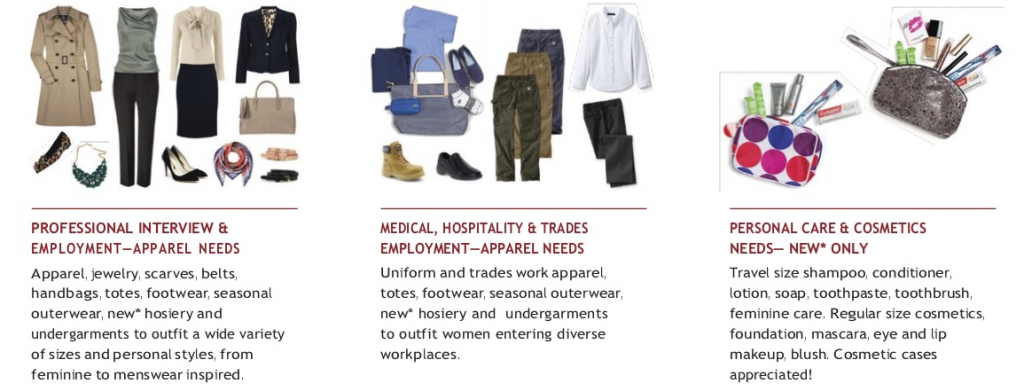 PROFESSIONAL INTERVIEW &
EMPLOYMENT—APPAREL NEEDS
Apparel, jewelry, scarves, belts,
handbags, totes, footwear, seasonal
outerwear, new* hosiery and
undergarments to outfit a wide variety
of sizes and personal styles, from
feminine to menswear inspired.
MEDICAL, HOSPITALITY & TRADES
EMPLOYMENT—APPAREL NEEDS
Uniform and trades work apparel,
totes, footwear, seasonal outerwear,
new* hosiery and undergarments
to outfit women entering diverse
workplaces.
PERSONAL CARE & COSMETICS
NEEDS— NEW* ONLY
Travel size shampoo, conditioner,
lotion, soap, toothpaste, toothbrush,
feminine care. Regular size cosmetics,
foundation, mascara, eye and lip
makeup, blush. Cosmetic cases
appreciated!